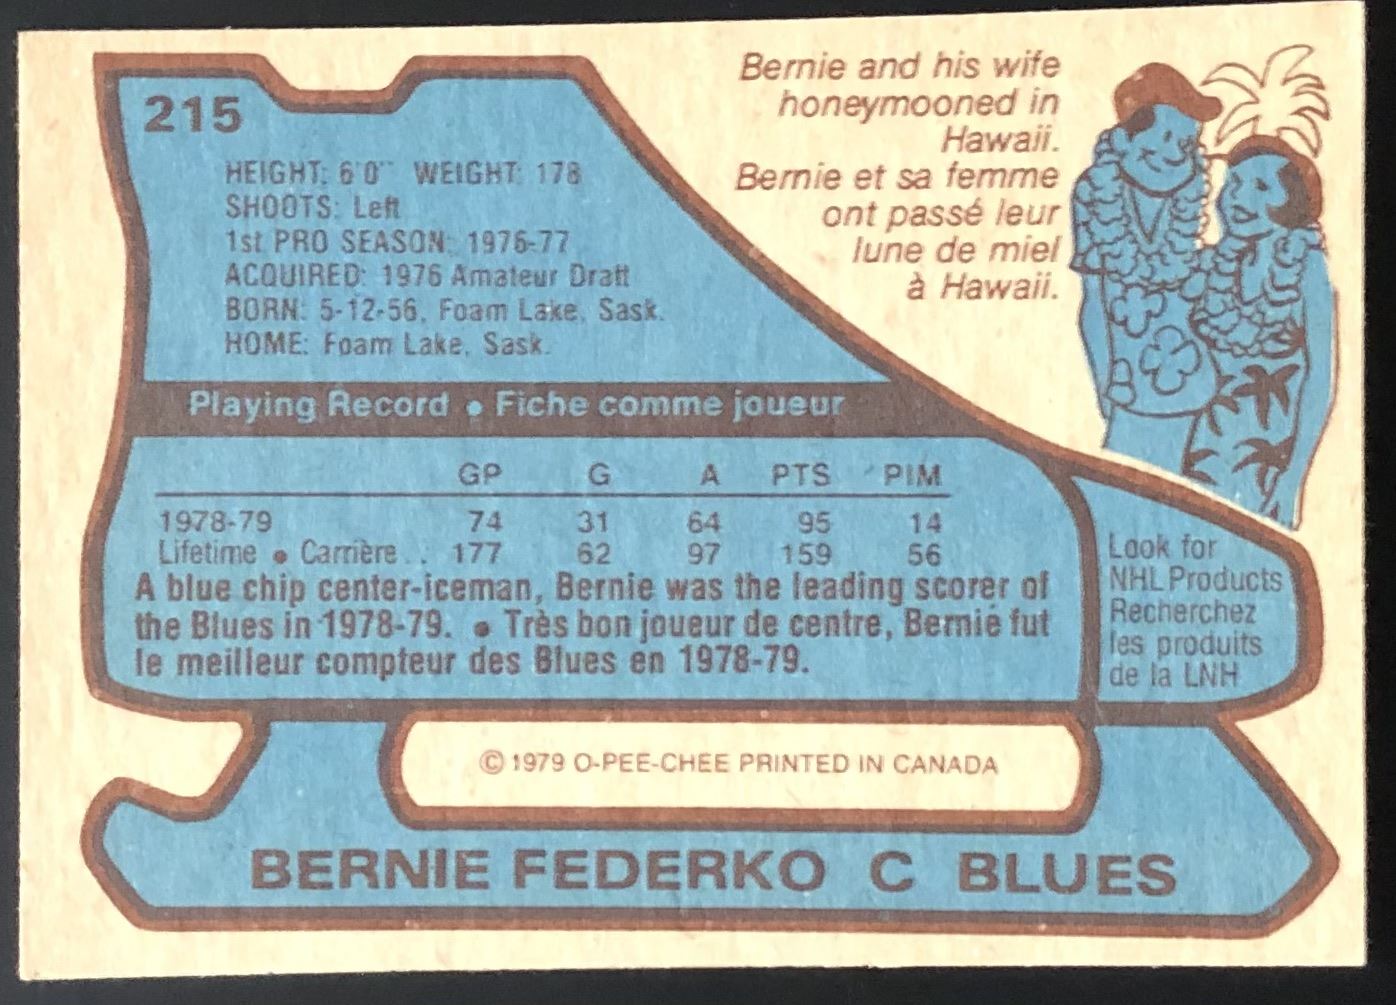 215
HEIGHT: 6'0" WEIGHT: 178
SHOOTS: Left
1st PRO SEASON: 1976-77
ACQUIRED: 1976 Amateur Draft
BORN: 5-12-56, Foam Lake, Sask.
HOME: Foam Lake, Sask.
Bernie and his wife
honeymooned in
Hawaii.
Bernie et sa femme
ont passé leur
lune de miel
à Hawaii.
Playing Record • Fiche comme joueur
GP G A PTS PIM
1978-79 74 31 64 95 14
Lifetime • Carrière . . 177 62 97 159 56
A blue chip center-iceman, Bernie was the leading scorer of
the Blues in 1978-79. • Très bon joueur de centre, Bernie fut
le meilleur compteur des Blues en 1978-79.
Look for
NHL Products
Recherchez
les produits
de la LNH
© 1979 O-PEE-CHEE PRINTED IN CANADA
BERNIE FEDERKO C BLUES